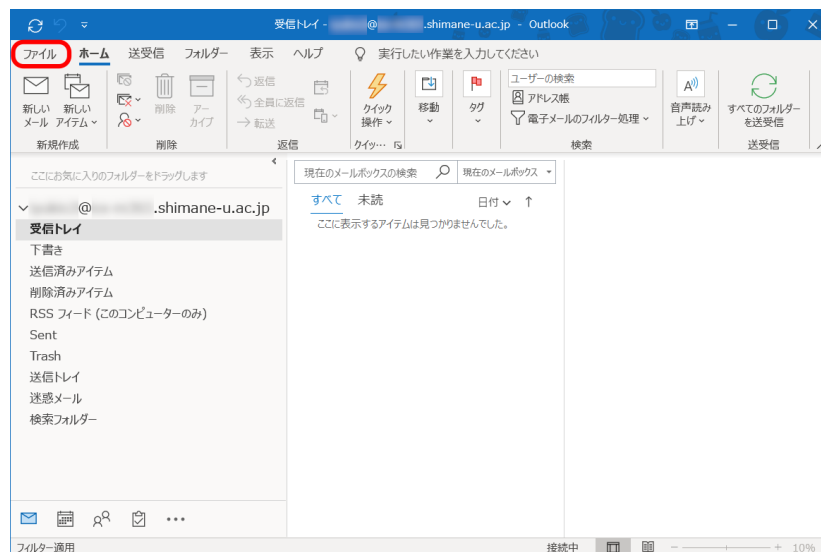 受信トレイ - @ .shimane-u.ac.jp - Outlook
ファイル ホーム 送受信 フォルダー 表示 ヘルプ 実行したい作業を入力してください
新しいメール
新しいアイテム
新規作成
削除
アーカイブ
削除
返信
全員に返信
転送
返信
クイック操作
クイッ…
移動
タグ
ユーザーの検索
アドレス帳
電子メールのフィルター処理
検索
音声読み上げ
すべてのフォルダーを送受信
送受信
ここにお気に入りのフォルダーをドラッグします
@ .shimane-u.ac.jp
受信トレイ
下書き
送信済みアイテム
削除済みアイテム
RSS フィード (このコンピューターのみ)
Sent
Trash
送信トレイ
迷惑メール
検索フォルダー
現在のメールボックスの検索 現在のメールボックス
すべて 未読 日付 ↑
ここに表示するアイテムは見つかりませんでした。
フィルター適用 接続中 10%